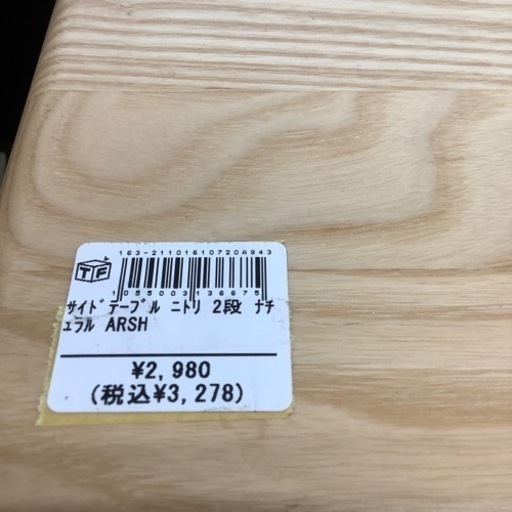 163-21101610720A943
TF
1055003136675
ｻｲﾄﾞﾃｰﾌﾞﾙ ﾆﾄﾘ 2段 ﾅﾁ
ｭﾗﾙ ARSH
¥2,980
(税込¥3,278)